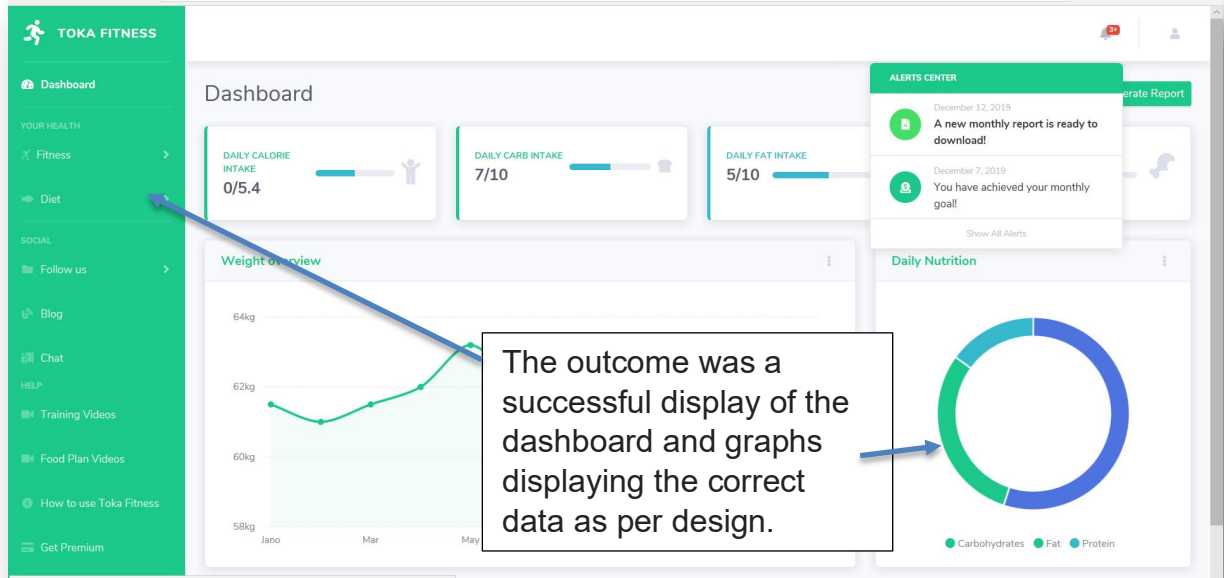 TOKA FITNESS
3+
Dashboard
YOUR HEALTH
Fitness
Diet
SOCIAL
Follow us
Blog
Chat
HELP
Training Videos
Food Plan Videos
How to use Toka Fitness
Get Premium
Dashboard
erate Report
ALERTS CENTER
December 12, 2019
A new monthly report is ready to
download!
December 7, 2019
You have achieved your monthly
goal!
Show All Alerts
DAILY CALORIE
INTAKE
0/5.4
DAILY CARB INTAKE
7/10
DAILY FAT INTAKE
5/10
Weight overview
64kg
62kg
60kg
58kg
Jano
Mar
May
The outcome was a
successful display of the
dashboard and graphs
displaying the correct
data as per design.
Daily Nutrition
Carbohydrates
Fat
Protein